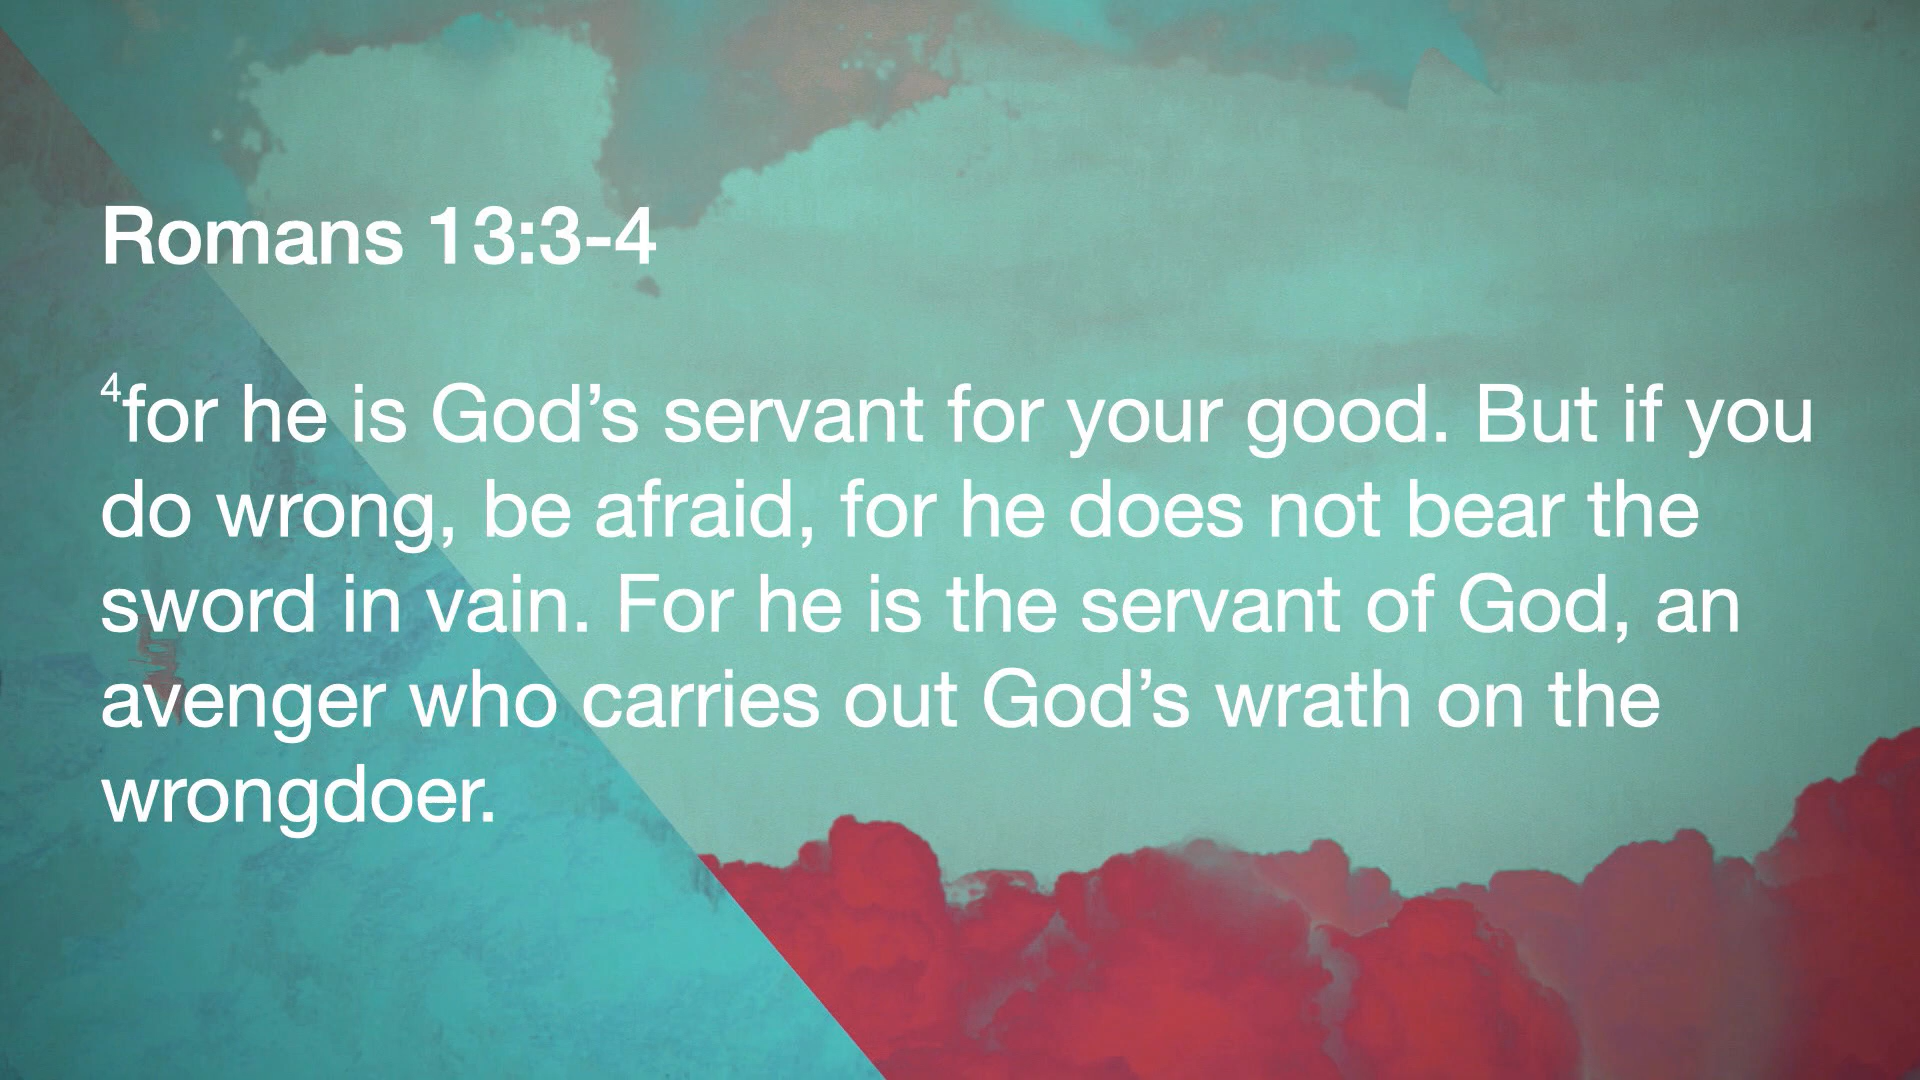 Romans 13:3-4
4for he is God’s servant for your good. But if you
do wrong, be afraid, for he does not bear the
sword in vain. For he is the servant of God, an
avenger who carries out God’s wrath on the
wrongdoer.